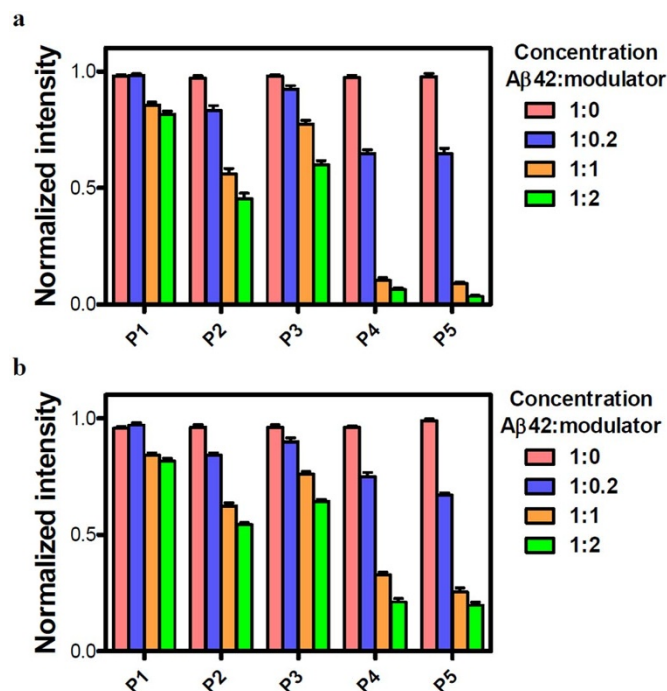 a
Normalized intensity
1.0
0.5
0.0
P1 P2 P3 P4 P5
Concentration
Aβ42:modulator
1:0
1:0.2
1:1
1:2
b
Normalized intensity
1.0
0.5
0.0
P1 P2 P3 P4 P5
Concentration
Aβ42:modulator
1:0
1:0.2
1:1
1:2